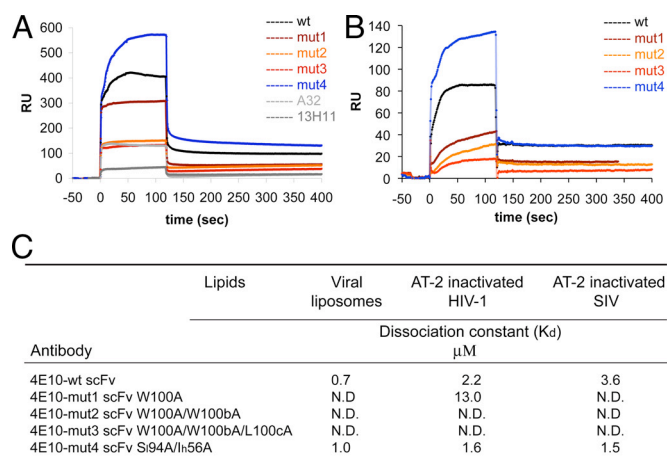 A
B
600
500
400
300
200
100
0
RU
-50 0 50 100 150 200 250 300 350 400
time (sec)
wt
mut1
mut2
mut3
mut4
A32
13H11
140
120
100
80
60
40
20
0
RU
-50 0 50 100 150 200 250 300 350 400
time (sec)
wt
mut1
mut2
mut3
mut4
C
Lipids Viral liposomes AT-2 inactivated HIV-1 AT-2 inactivated SIV
Dissociation constant (Kd)
Antibody μM
4E10-wt scFv 0.7 2.2 3.6
4E10-mut1 scFv W100A N.D 13.0 N.D.
4E10-mut2 scFv W100A/W100bA N.D. N.D. N.D.
4E10-mut3 scFv W100A/W100bA/L100cA N.D. N.D. N.D.
4E10-mut4 scFv Sl94A/Ih56A 1.0 1.6 1.5